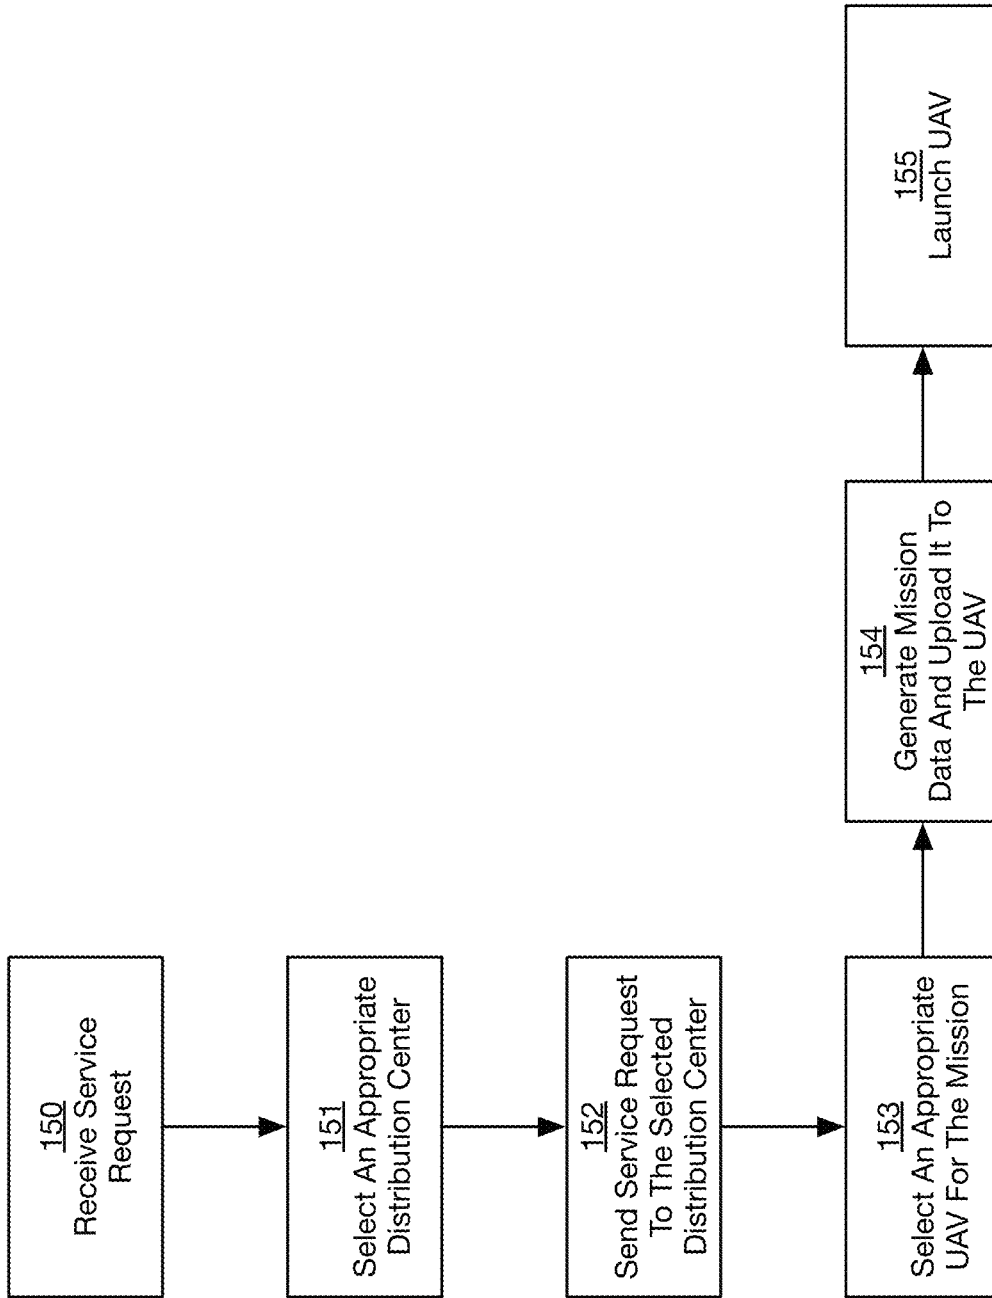 150
Receive Service
Request
151
Select An Appropriate
Distribution Center
152
Send Service Request
To The Selected
Distribution Center
153
Select An Appropriate
UAV For The Mission
154
Generate Mission
Data And Upload It To
The UAV
155
Launch UAV